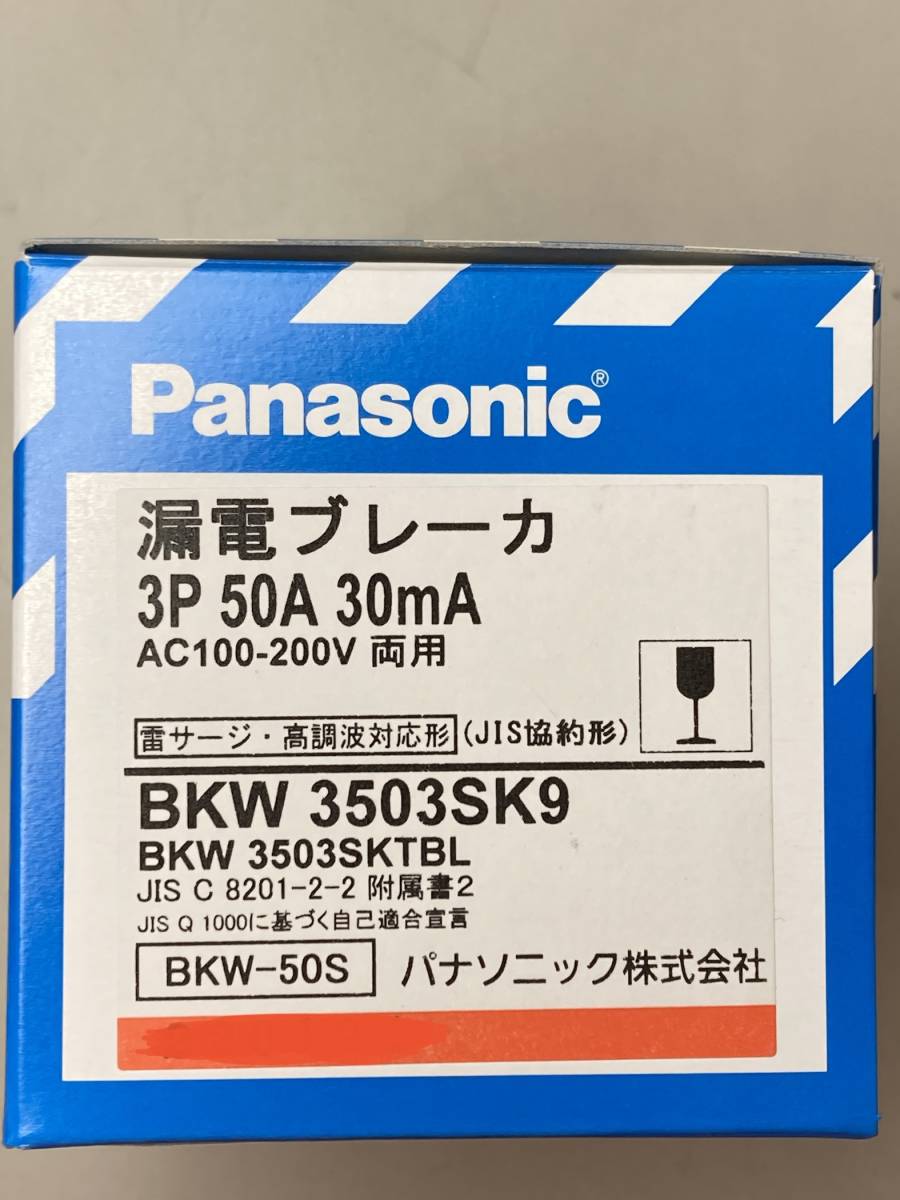 Panasonic®
漏電ブレーカ
3P 50A 30mA
AC100-200V 両用
雷サージ・高調波対応形 (JIS協約形)
BKW 3503SK9
BKW 3503SKTBL
JIS C 8201-2-2 附属書2
JIS Q 1000に基づく自己適合宣言
BKW-50S パナソニック株式会社